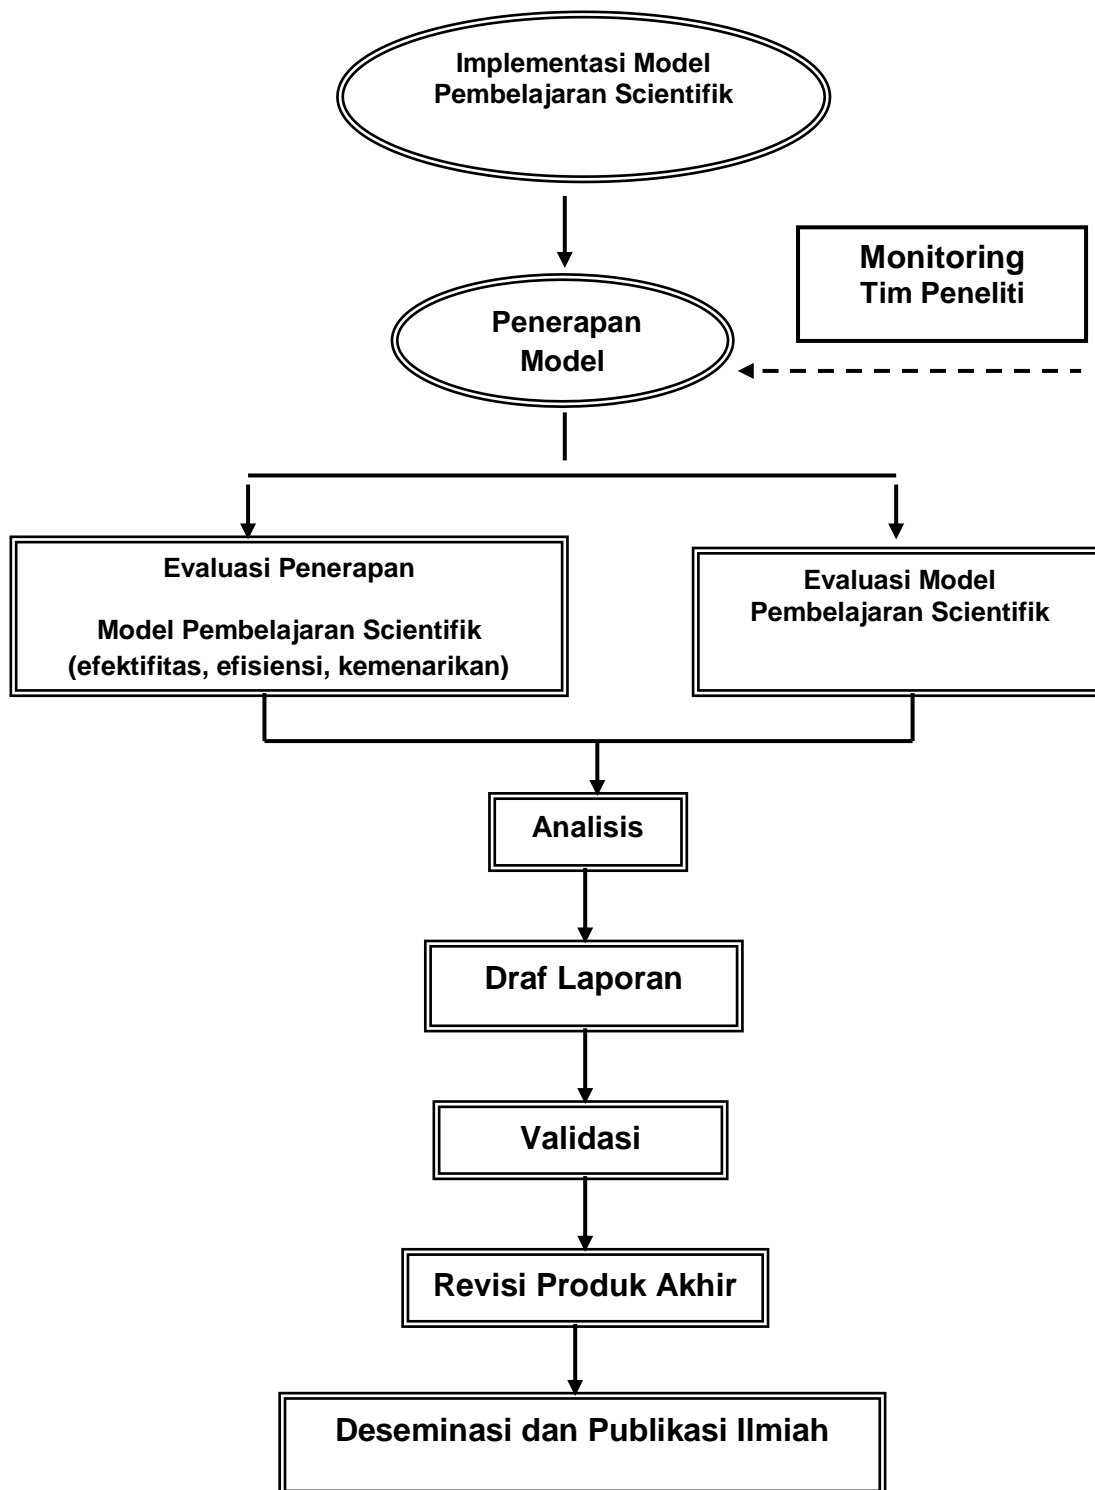 Implementasi Model
Pembelajaran Scientifik
Monitoring
Tim Peneliti
Penerapan
Model
Evaluasi Penerapan
Model Pembelajaran Scientifik
(efektifitas, efisiensi, kemenarikan)
Evaluasi Model
Pembelajaran Scientifik
Analisis
Draf Laporan
Validasi
Revisi Produk Akhir
Deseminasi dan Publikasi Ilmiah